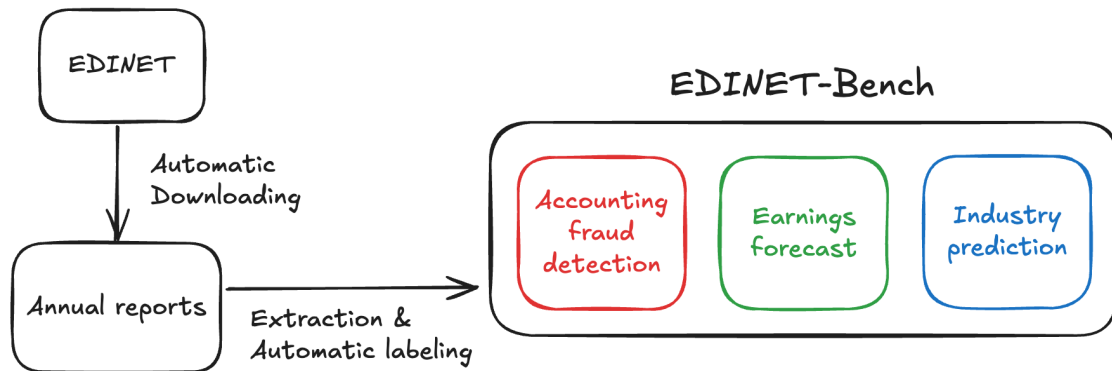 EDINET
Automatic
Downloading
Annual reports
Extraction &
Automatic labeling
EDINET-Bench
Accounting
fraud
detection
Earnings
forecast
Industry
prediction